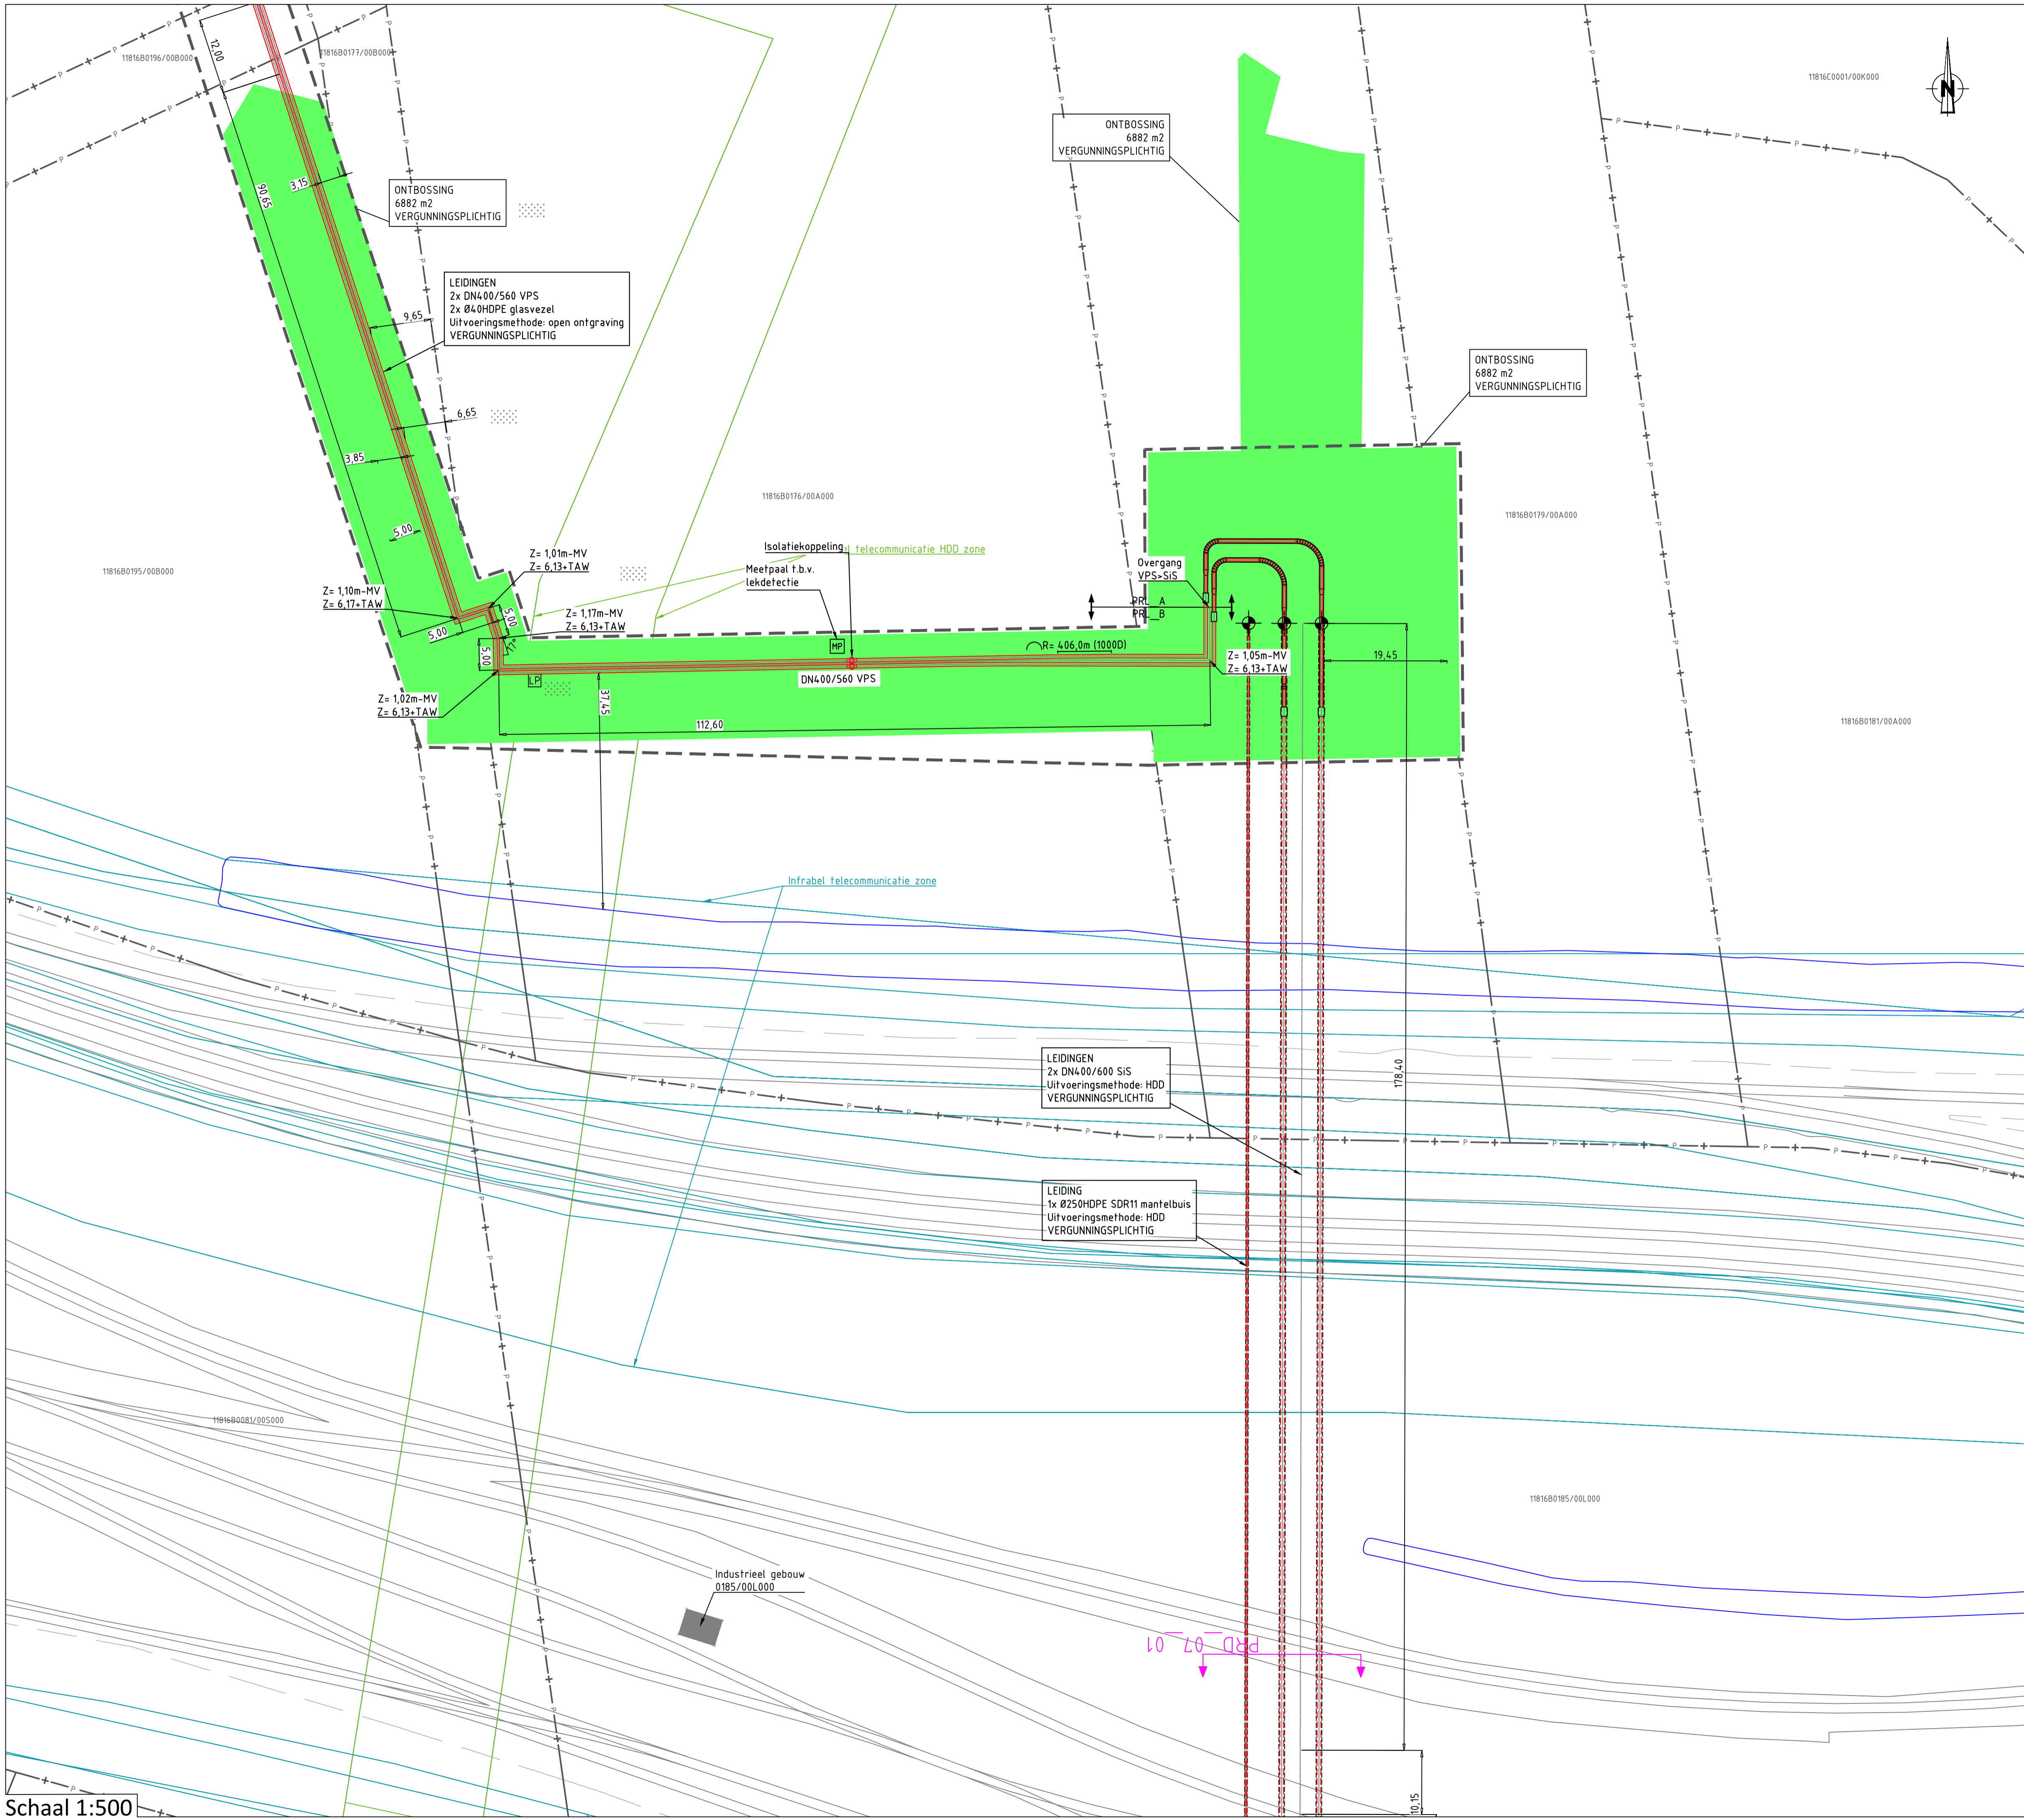 12,00
11816B0196/00B000
11816B0177/00B000
11816C0001/00K000
N
ONTBOSSING
6882 m2
VERGUNNINGSPLICHTIG
3,15
90,65
ONTBOSSING
6882 m2
VERGUNNINGSPLICHTIG
LEIDINGEN
2x DN400/560 VPS
2x Ø40HDPE glasvezel
Uitvoeringsmethode: open ontgraving
VERGUNNINGSPLICHTIG
9,65
ONTBOSSING
6882 m2
VERGUNNINGSPLICHTIG
6,65
3,85
11816B0176/00A000
11816B0179/00A000
5,00
Isolatiekoppeling
l telecommunicatie HDD zone
Z= 1,01m-MV
Z= 6,13+TAW
Meetpaal t.b.v.
lekdetectie
Overgang
VPS>SiS
11816B0195/00B000
Z= 1,10m-MV
Z= 6,17+TAW
PRL_A
PRL_B
Z= 1,17m-MV
Z= 6,13+TAW
5,00
5,00
17°
5,00
MP
R= 406,0m (1000D)
Z= 1,05m-MV
Z= 6,13+TAW
19,45
LP
DN400/560 VPS
Z= 1,02m-MV
Z= 6,13+TAW
37,45
112,60
11816B0181/00A000
Infrabel telecommunicatie zone
LEIDINGEN
2x DN400/600 SiS
Uitvoeringsmethode: HDD
VERGUNNINGSPLICHTIG
178,40
LEIDING
1x Ø250HDPE SDR11 mantelbuis
Uitvoeringsmethode: HDD
VERGUNNINGSPLICHTIG
11816B0081/00S000
11816B0185/00L000
Industrieel gebouw
0185/00L000
PRD_07_01
10,15
Schaal 1:500